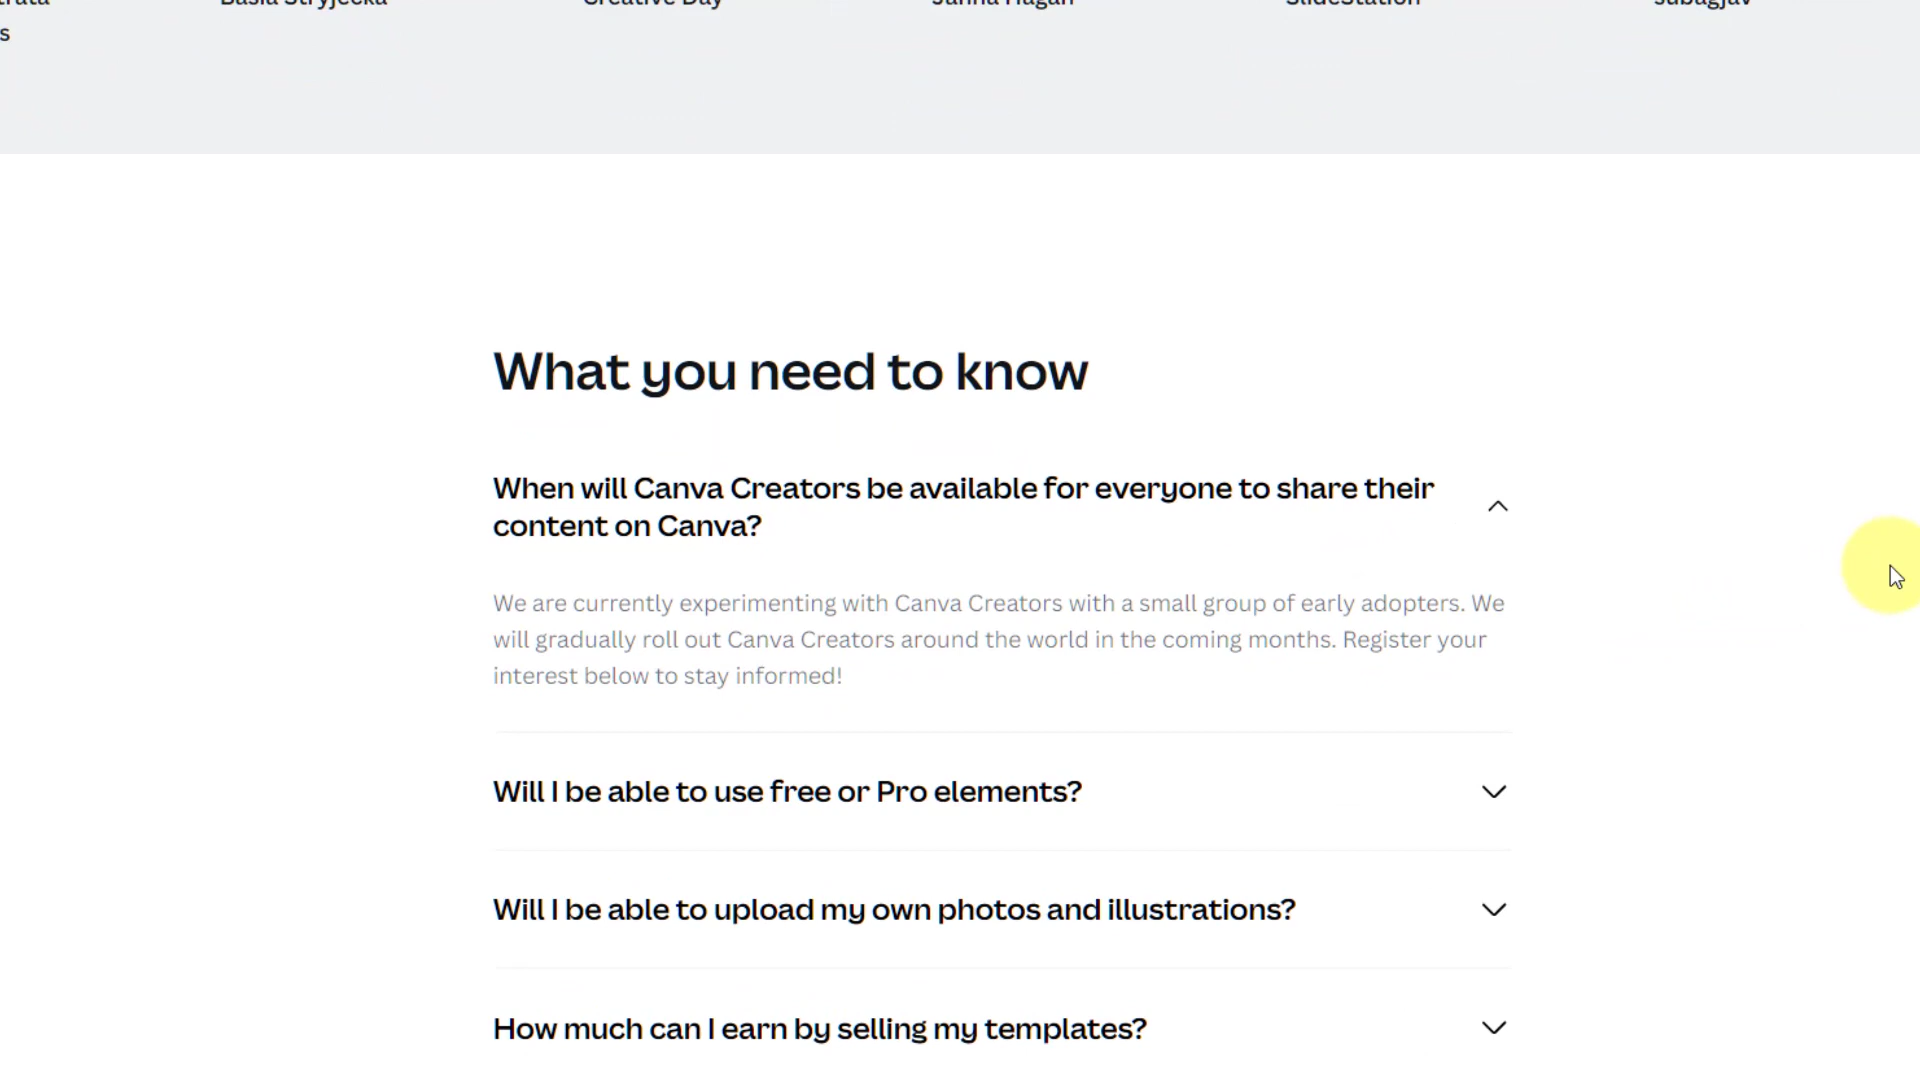 s
What you need to know
When will Canva Creators be available for everyone to share their
content on Canva?
We are currently experimenting with Canva Creators with a small group of early adopters. We
will gradually roll out Canva Creators around the world in the coming months. Register your
interest below to stay informed!
Will I be able to use free or Pro elements?
Will I be able to upload my own photos and illustrations?
How much can I earn by selling my templates?